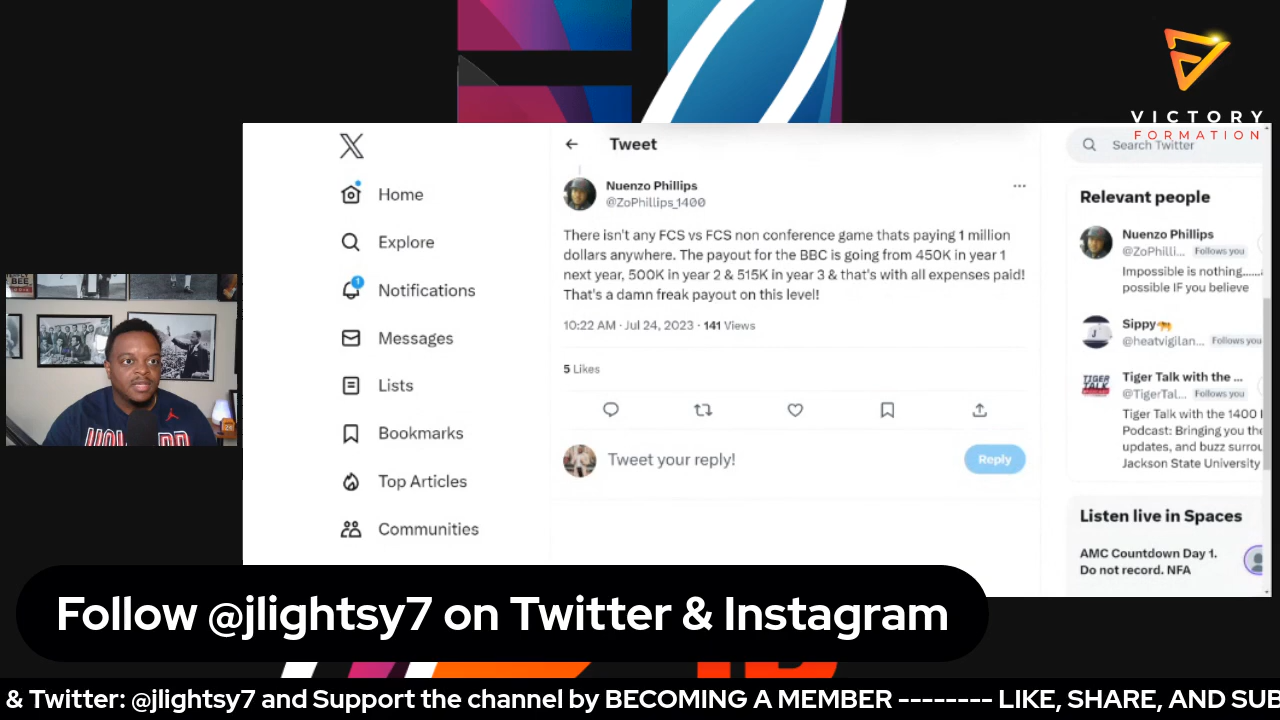 VICTORY
FORMATION
Home
Explore
1
Notifications
Messages
Lists
Bookmarks
Top Articles
Communities
Tweet
Nuenzo Phillips
@ZoPhillips_1400
There isn't any FCS vs FCS non conference game thats paying 1 million
dollars anywhere. The payout for the BBC is going from 450K in year 1
next year, 500K in year 2 & 515K in year 3 & that's with all expenses paid!
That's a damn freak payout on this level!
10:22 AM · Jul 24, 2023 · 141 Views
5 Likes
Tweet your reply!
Reply
Search Twitter
Relevant people
Nuenzo Phillips
@ZoPhilli... Follows you
Impossible is nothing......
possible IF you believe
Sippy
@heatvigilan... Follows you
Tiger Talk with the ...
@TigerTal... Follows you
Tiger Talk with the 1400
Podcast: Bringing you the
updates, and buzz surrou
Jackson State University
Listen live in Spaces
AMC Countdown Day 1.
Do not record. NFA
Follow @jlightsy7 on Twitter & Instagram
& Twitter: @jlightsy7 and Support the channel by BECOMING A MEMBER -------- LIKE, SHARE, AND SUB